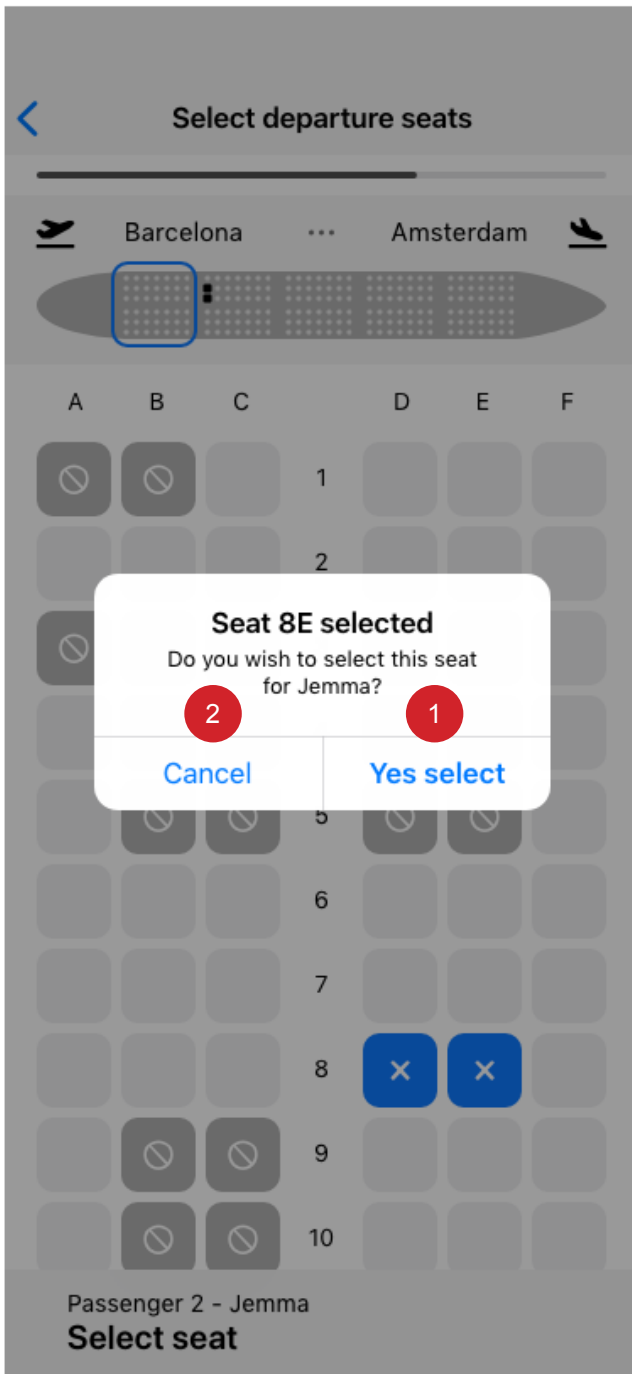 Select departure seats
Barcelona ... Amsterdam
A B C D E F
1
2
Seat 8E selected
Do you wish to select this seat
for Jemma?
2 1
Cancel Yes select
5
6
7
8
9
10
Passenger 2 - Jemma
Select seat